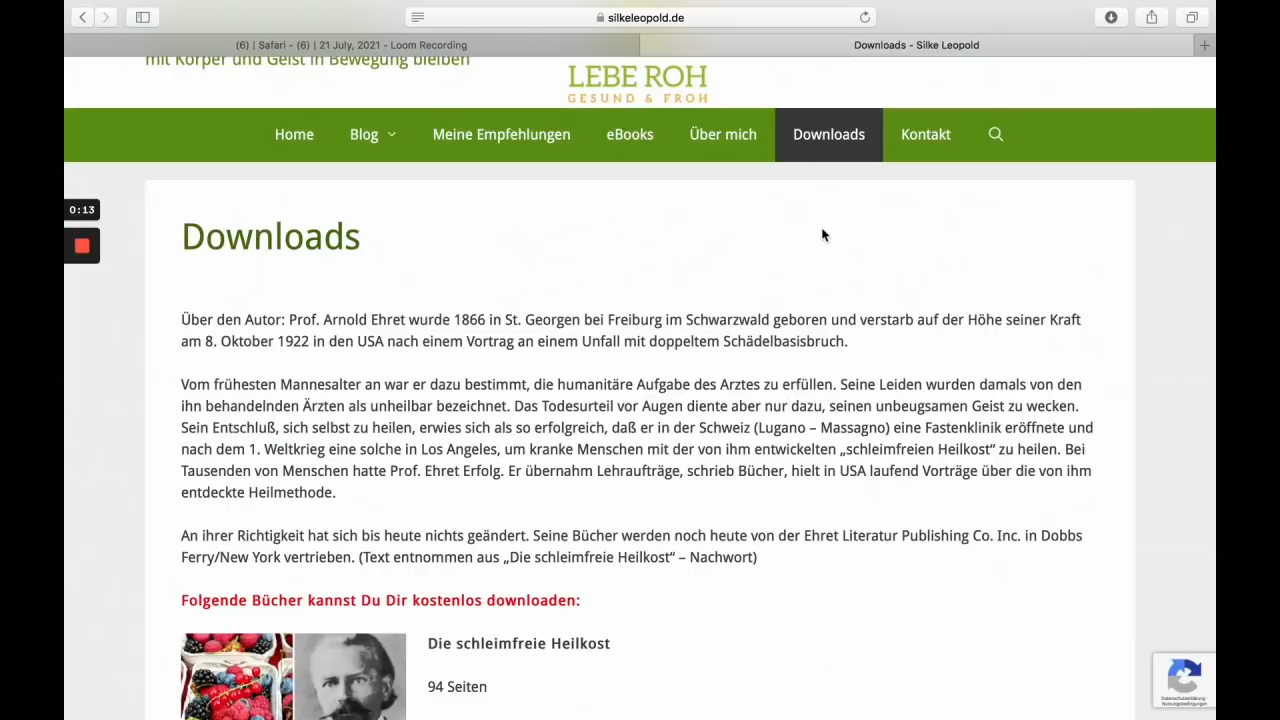 silkeleopold.de
(6) | Safari - (6) | 21 July, 2021 - Loom Recording
Downloads - Silke Leopold
mit Körper und Geist in Bewegung bleiben
LEBE ROH
GESUND & FROH
Home
Blog
Meine Empfehlungen
eBooks
Über mich
Downloads
Kontakt
0:13
Downloads
Über den Autor: Prof. Arnold Ehret wurde 1866 in St. Georgen bei Freiburg im Schwarzwald geboren und verstarb auf der Höhe seiner Kraft
am 8. Oktober 1922 in den USA nach einem Vortrag an einem Unfall mit doppeltem Schädelbasisbruch.
Vom frühesten Mannesalter an war er dazu bestimmt, die humanitäre Aufgabe des Arztes zu erfüllen. Seine Leiden wurden damals von den
ihn behandelnden Ärzten als unheilbar bezeichnet. Das Todesurteil vor Augen diente aber nur dazu, seinen unbeugsamen Geist zu wecken.
Sein Entschluß, sich selbst zu heilen, erwies sich als so erfolgreich, daß er in der Schweiz (Lugano – Massagno) eine Fastenklinik eröffnete und
nach dem 1. Weltkrieg eine solche in Los Angeles, um kranke Menschen mit der von ihm entwickelten „schleimfreien Heilkost“ zu heilen. Bei
Tausenden von Menschen hatte Prof. Ehret Erfolg. Er übernahm Lehraufträge, schrieb Bücher, hielt in USA laufend Vorträge über die von ihm
entdeckte Heilmethode.
An ihrer Richtigkeit hat sich bis heute nichts geändert. Seine Bücher werden noch heute von der Ehret Literatur Publishing Co. Inc. in Dobbs
Ferry/New York vertrieben. (Text entnommen aus „Die schleimfreie Heilkost“ – Nachwort)
Folgende Bücher kannst Du Dir kostenlos downloaden:
Die schleimfreie Heilkost
94 Seiten
Datenschutzerklärung -
Nutzungsbedingungen